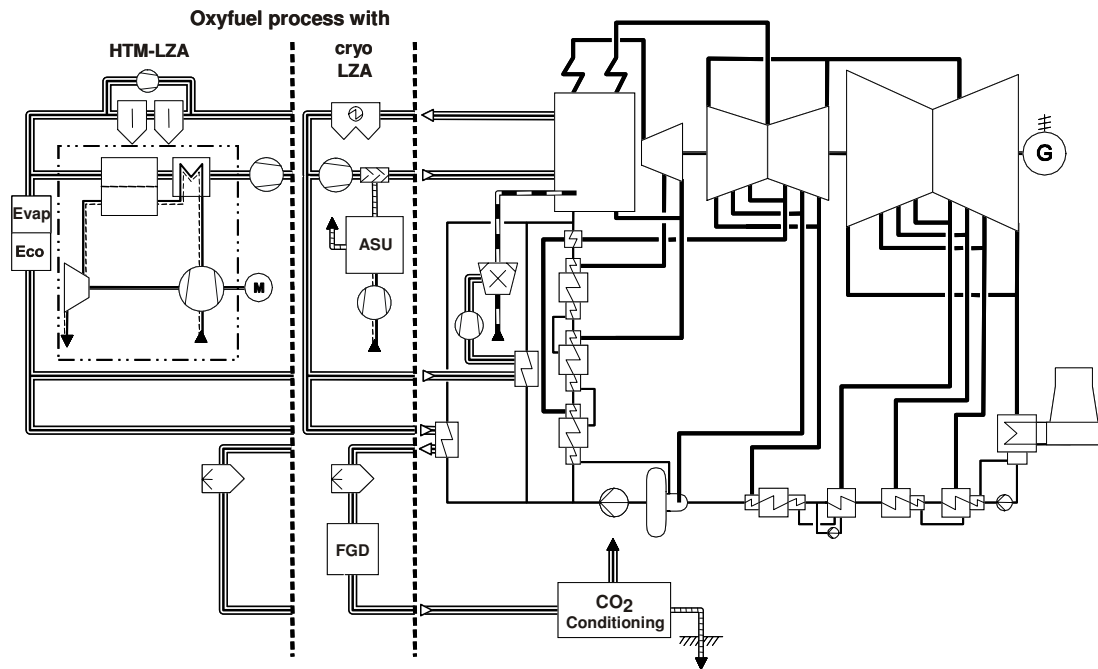 Oxyfuel process with
HTM-LZA
cryo
LZA
G
Evap
Eco
ASU
M
FGD
CO₂
Conditioning